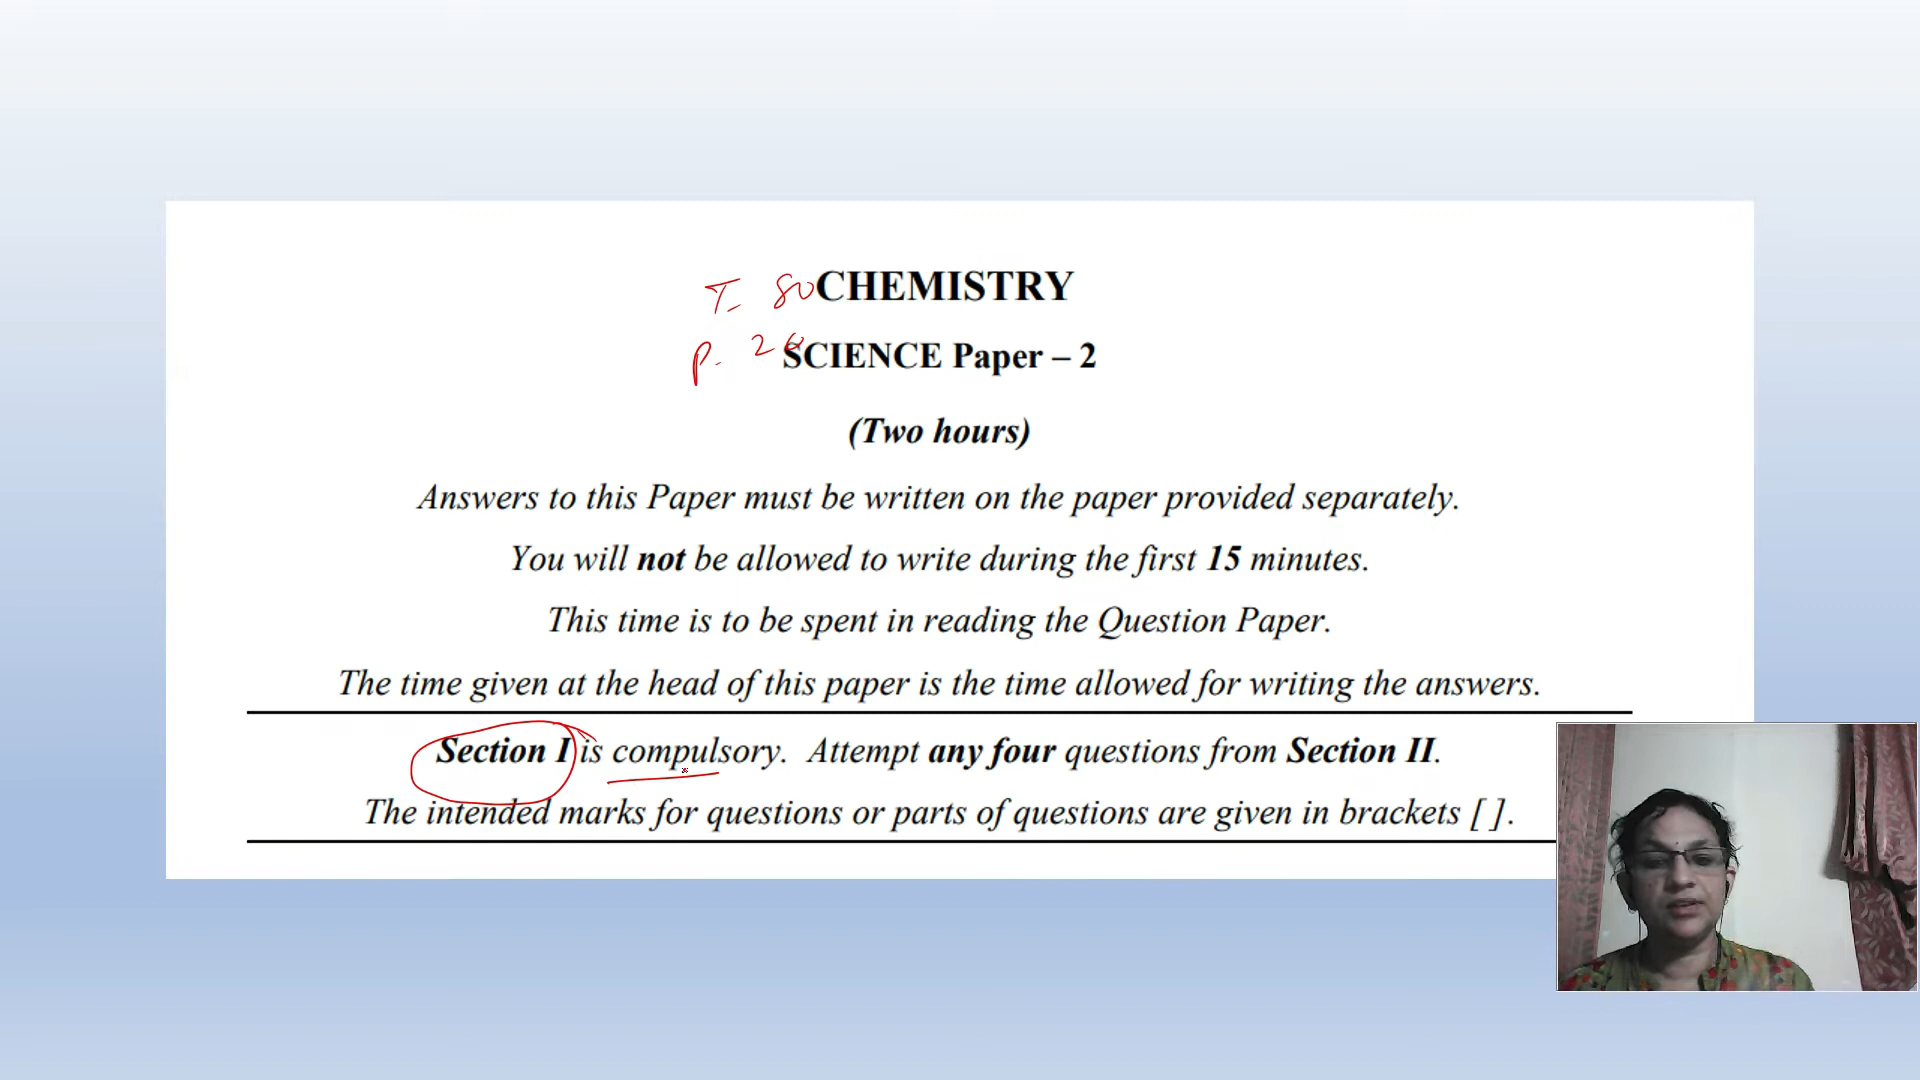 T- 80 CHEMISTRY
P. 20 SCIENCE Paper – 2
(Two hours)
Answers to this Paper must be written on the paper provided separately.
You will not be allowed to write during the first 15 minutes.
This time is to be spent in reading the Question Paper.
The time given at the head of this paper is the time allowed for writing the answers.
Section I is compulsory. Attempt any four questions from Section II.
The intended marks for questions or parts of questions are given in brackets [ ].